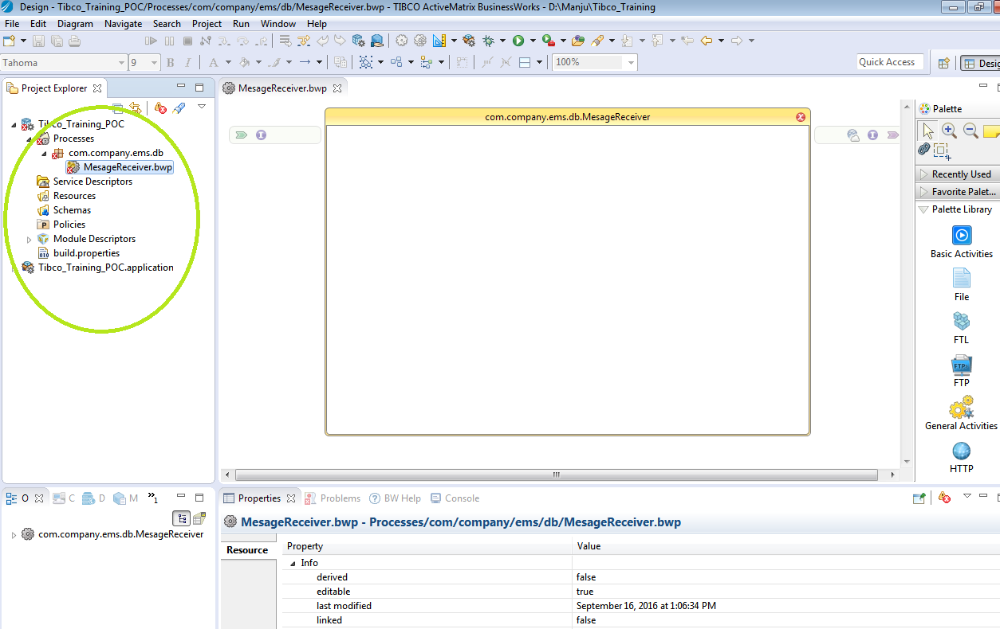 Design - Tibco_Training_POC/Processes/com/company/ems/db/MesageReceiver.bwp - TIBCO ActiveMatrix BusinessWorks - D:\Manju\Tibco_Training
File Edit Diagram Navigate Search Project Run Window Help
Tahoma 9 B I A 100% Quick Access Desig
Project Explorer
MesageReceiver.bwp
Tibco_Training_POC
Processes
com.company.ems.db
MesageReceiver.bwp
Service Descriptors
Resources
Schemas
Policies
Module Descriptors
build.properties
Tibco_Training_POC.application
com.company.ems.db.MesageReceiver
Palette
Recently Used
Favorite Palet...
Palette Library
Basic Activities
File
FTL
FTP
FTP
General Activities
HTTP
O C D M »1
com.company.ems.db.MesageReceiver
Properties Problems BW Help Console
MesageReceiver.bwp - Processes/com/company/ems/db/MesageReceiver.bwp
Resource
Property Value
Info
derived false
editable true
last modified September 16, 2016 at 1:06:34 PM
linked false